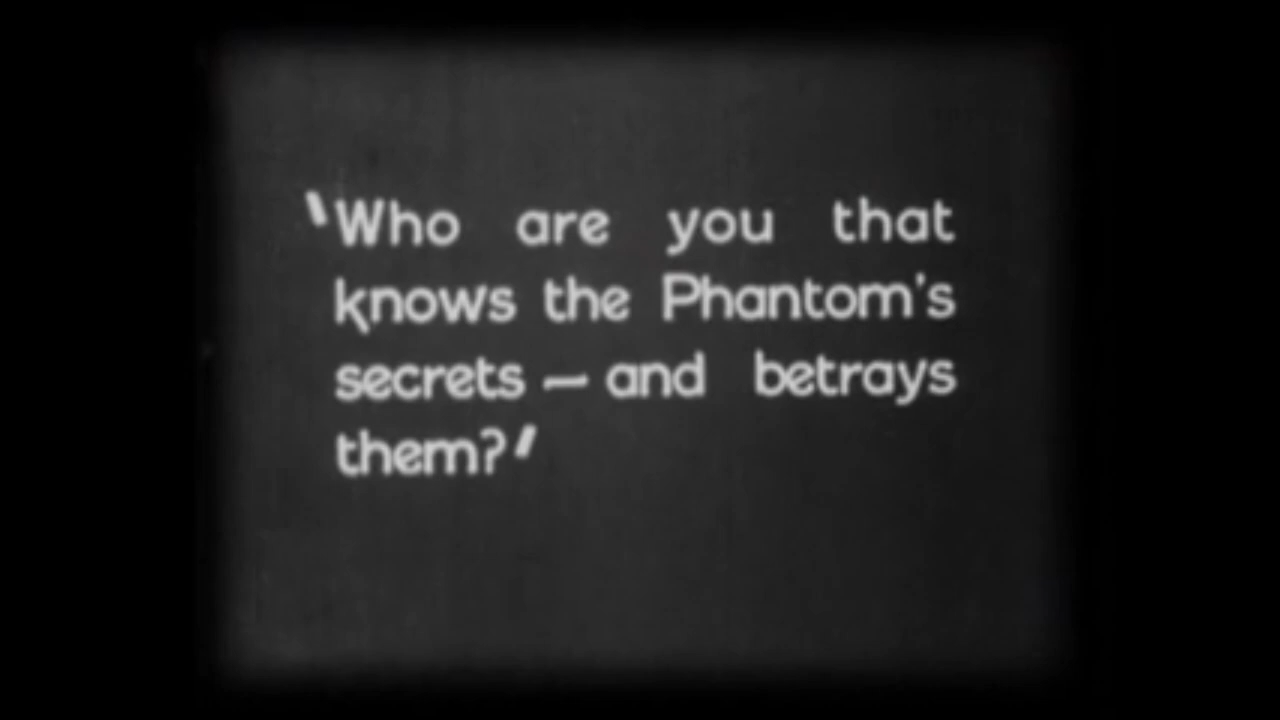 'Who are you that
knows the Phantom's
secrets — and betrays
them?'